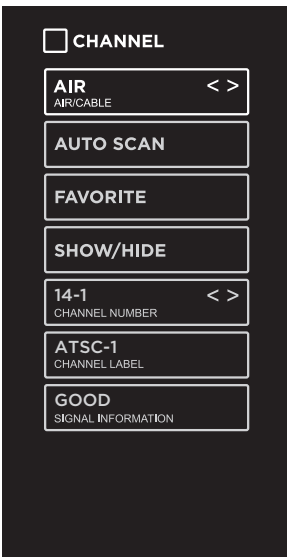 CHANNEL
AIR < >
AIR/CABLE
AUTO SCAN
FAVORITE
SHOW/HIDE
14-1 < >
CHANNEL NUMBER
ATSC-1
CHANNEL LABEL
GOOD
SIGNAL INFORMATION